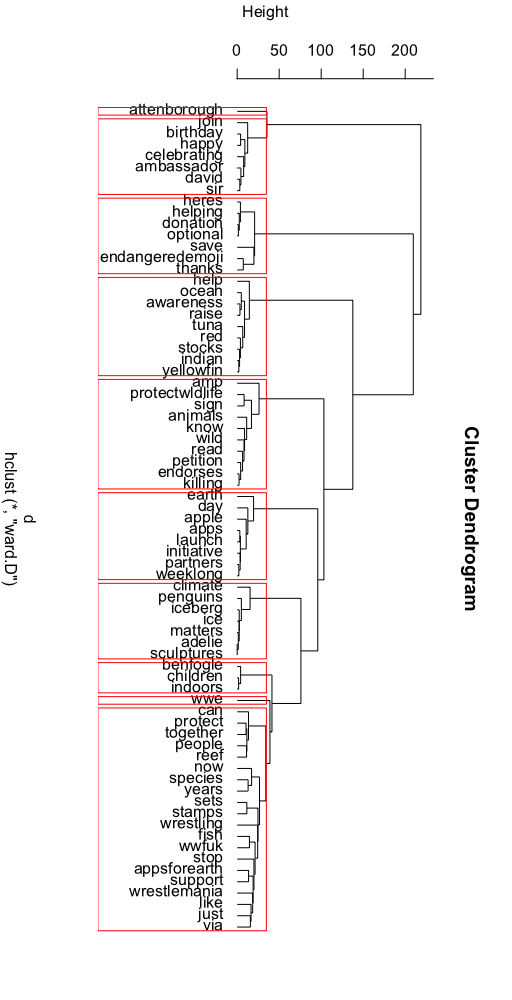 Height
0 50 100 150 200
attenborough
join
birthday
happy
celebrating
ambassador
david
sir
heres
helping
donation
optional
save
endangeredemoji
thanks
help
ocean
awareness
raise
tuna
red
stocks
indian
yellowfin
amp
protectwldlife
sign
animals
know
wild
read
petition
endorses
killing
earth
day
apple
apps
launch
initiative
partners
weeklong
climate
penguins
iceberg
ice
matters
adelie
sculptures
benfogle
children
indoors
wwe
can
protect
together
people
reef
now
species
years
sets
stamps
wrestling
fish
wwfuk
stop
appsforearth
support
wrestlemania
like
just
via
Cluster Dendrogram
d
hclust (*, "ward.D")